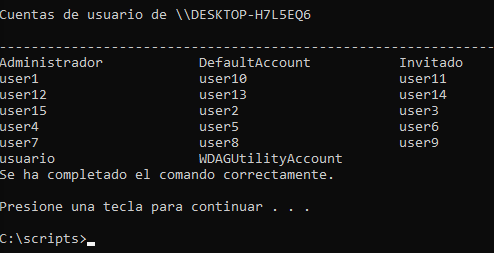 Cuentas de usuario de \\DESKTOP-H7L5EQ6
-------------------------------------------------------------------------------
Administrador            DefaultAccount           Invitado
user1                    user10                   user11
user12                   user13                   user14
user15                   user2                    user3
user4                    user5                    user6
user7                    user8                    user9
usuario                  WDAGUtilityAccount
Se ha completado el comando correctamente.
Presione una tecla para continuar . . .
C:\scripts>